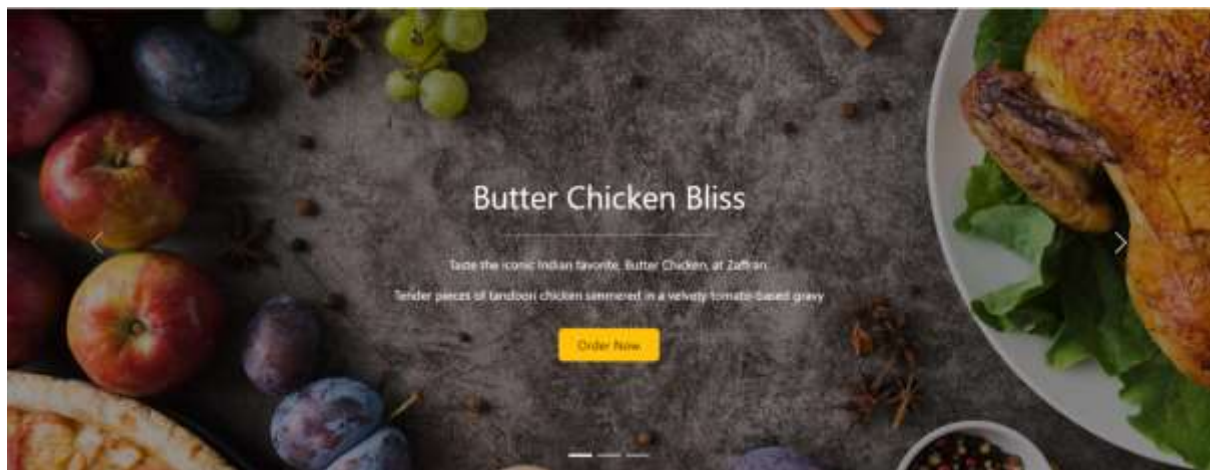 Butter Chicken Bliss
Taste the iconic Indian favorite, Butter Chicken, at Zaffran.
Tender pieces of tandoori chicken simmered in a velvety tomato-based gravy
Order Now